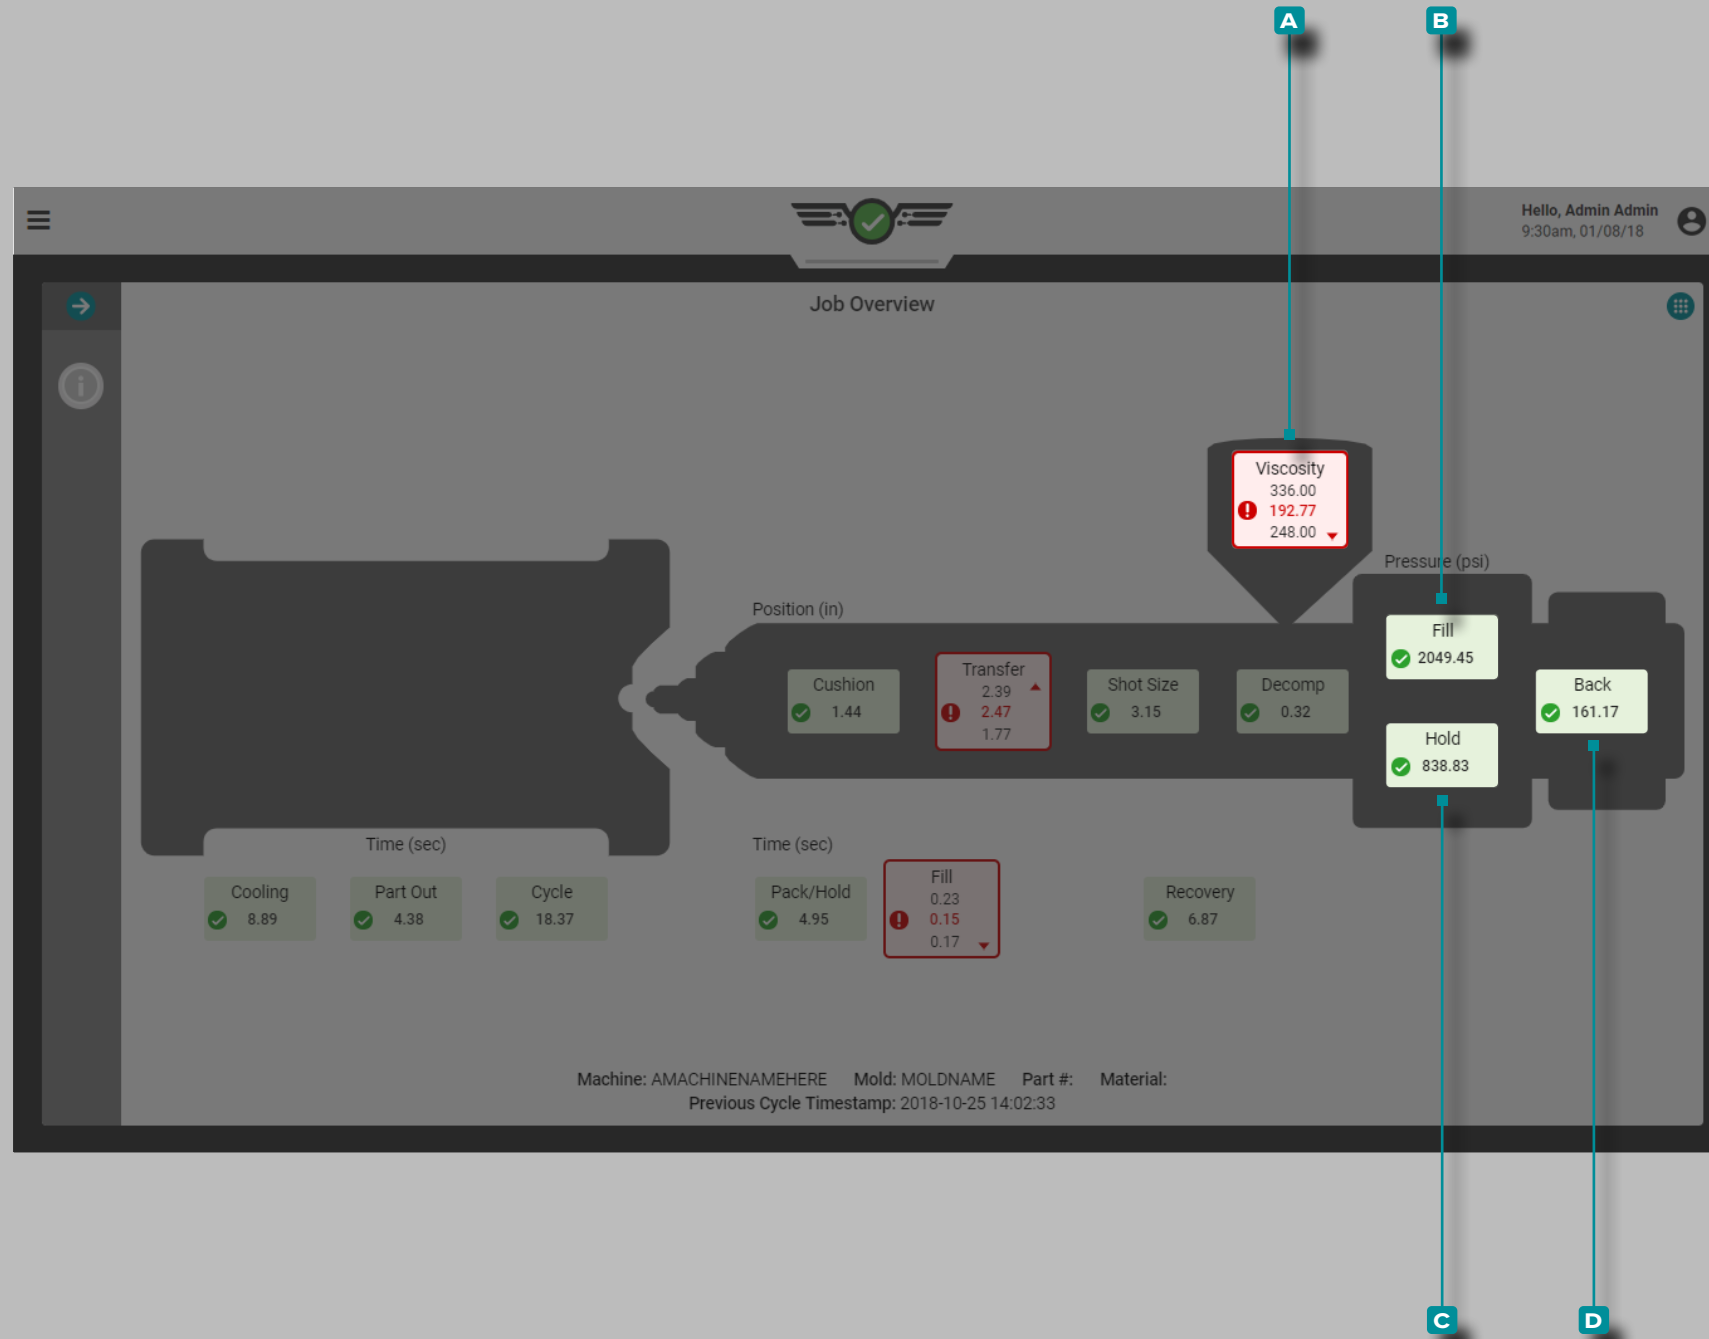 A
B
Hello, Admin Admin
9:30am, 01/08/18
Job Overview
i
Viscosity
336.00
192.77
248.00
Pressure (psi)
Position (in)
Fill
2049.45
Cushion
1.44
Transfer
2.39
2.47
1.77
Shot Size
3.15
Decomp
0.32
Back
161.17
Hold
838.83
Time (sec)
Time (sec)
Cooling
8.89
Part Out
4.38
Cycle
18.37
Pack/Hold
4.95
Fill
0.23
0.15
0.17
Recovery
6.87
Machine: AMACHINENAMEHERE Mold: MOLDNAME Part #: Material:
Previous Cycle Timestamp: 2018-10-25 14:02:33
C
D